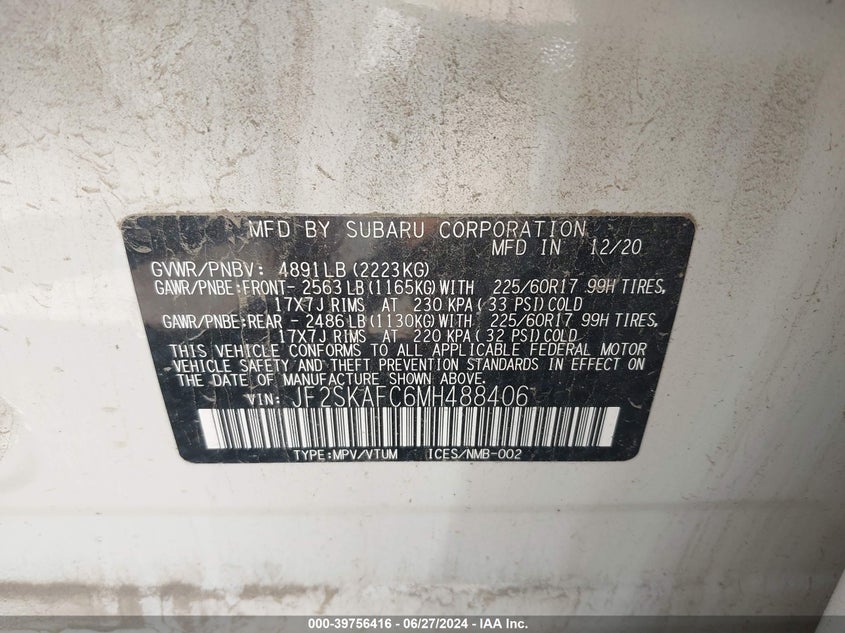 MFD BY SUBARU CORPORATION
MFD IN 12/20
GVWR/PNBV: 4891LB(2223KG)
GAWR/PNBE:FRONT- 2563LB(1165KG)WITH 225/60R17 99H TIRES,
17X7J RIMS AT 230 KPA( 33 PSI)COLD
GAWR/PNBE:REAR - 2486LB(1130KG)WITH 225/60R17 99H TIRES,
17X7J RIMS AT 220 KPA( 32 PSI)COLD
THIS VEHICLE CONFORMS TO ALL APPLICABLE FEDERAL MOTOR
VEHICLE SAFETY AND THEFT PREVENTION STANDARDS IN EFFECT ON
THE DATE OF MANUFACTURE SHOWN ABOVE.
VIN: JF2SKAFC6MH488406
TYPE:MPV/VTUM ICES/NMB-002
000-39756416 - 06/27/2024 - IAA Inc.